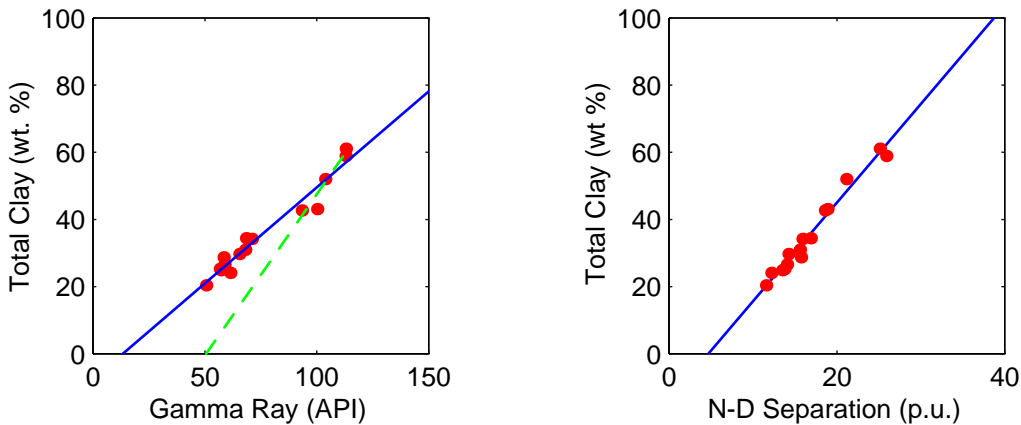 100
80
60
40
20
0
Total Clay (wt. %)
0 50 100 150
Gamma Ray (API)
100
80
60
40
20
0
Total Clay (wt %)
0 20 40
N-D Separation (p.u.)